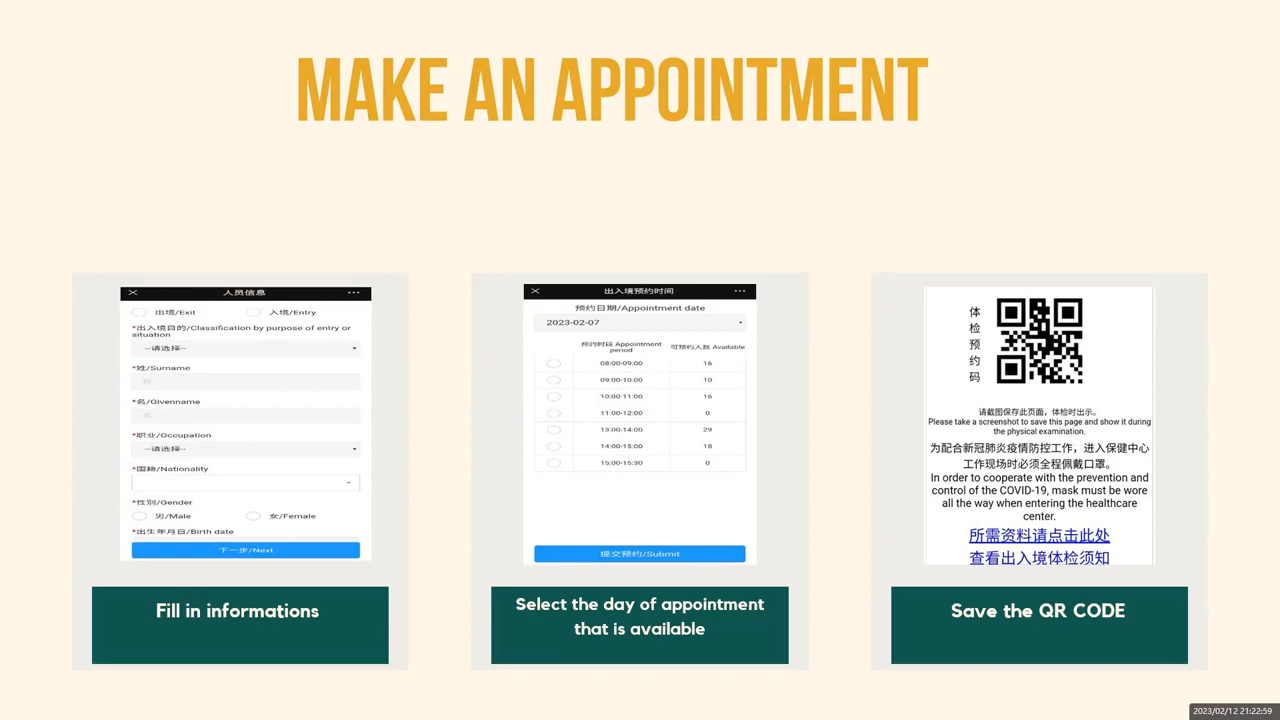 MAKE AN APPOINTMENT
人员信息
出境/Exit
入境/Entry
*出入境目的/Classification by purpose of entry or
situation
--请选择--
*姓/Surname
姓
*名/Givenname
名
*职业/Occupation
--请选择--
*国籍/Nationality
*性别/Gender
男/Male
女/Female
*出生年月日/Birth date
下一步/Next
Fill in informations
出入境预约时间
预约日期/Appointment date
2023-02-07
预约时段 Appointment
period
可预约人数 Available
08:00-09:00 16
09:00-10:00 10
10:00-11:00 16
11:00-12:00 0
13:00-14:00 29
14:00-15:00 18
15:00-15:30 0
提交预约/Submit
Select the day of appointment
that is available
体
检
预
约
码
请截图保存此页面，体检时出示。
Please take a screenshot to save this page and show it during
the physical examination.
为配合新冠肺炎疫情防控工作，进入保健中心
工作现场时必须全程佩戴口罩。
In order to cooperate with the prevention and
control of the COVID-19, mask must be wore
all the way when entering the healthcare
center.
所需资料请点击此处
查看出入境体检须知
Save the QR CODE
2023/02/12 21:22:59